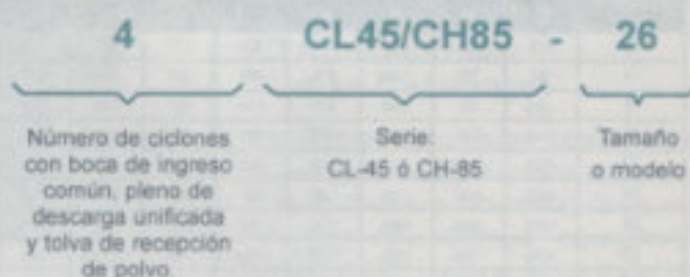 4 CL45/CH85 - 26
Número de ciclones
con boca de ingreso
común, pleno de
descarga unificada
y tolva de recepción
de polvo
Serie:
CL-45 ó CH-85
Tamaño
o modelo